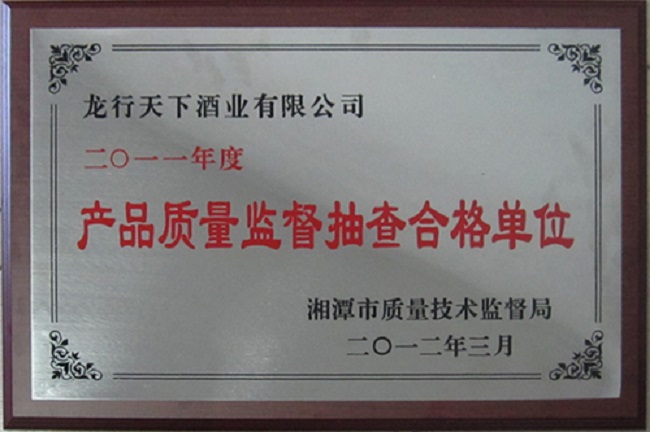 龙行天下酒业有限公司
二〇一一年度
产品质量监督抽查合格单位
湘潭市质量技术监督局
二〇一二年三月